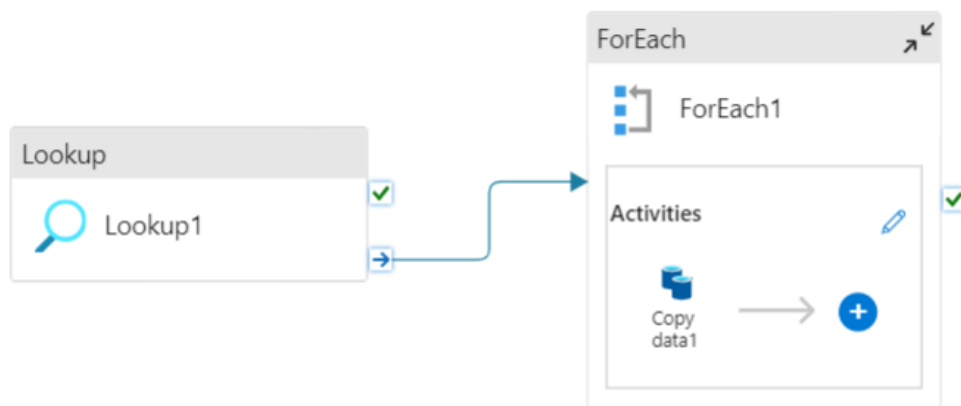 ForEach
ForEach1
Lookup
Lookup1
Activities
Copy
data1